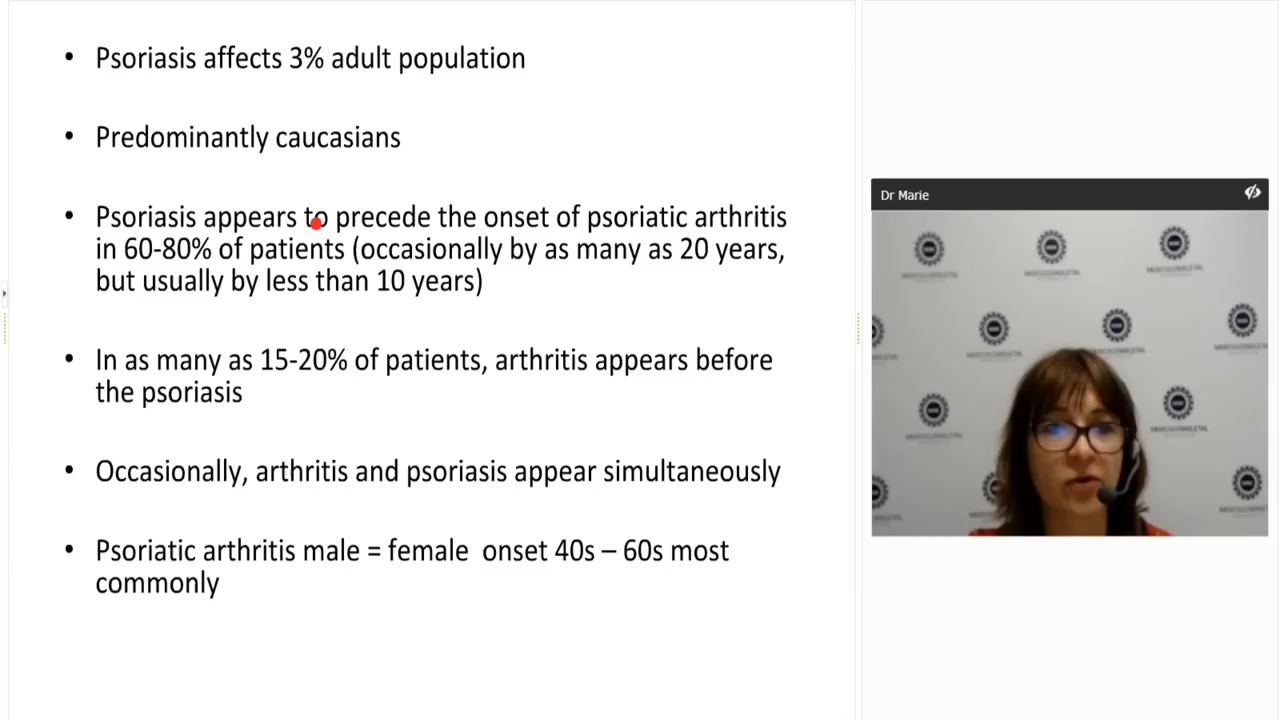 • Psoriasis affects 3% adult population
• Predominantly caucasians
• Psoriasis appears to precede the onset of psoriatic arthritis
in 60-80% of patients (occasionally by as many as 20 years,
but usually by less than 10 years)
• In as many as 15-20% of patients, arthritis appears before
the psoriasis
• Occasionally, arthritis and psoriasis appear simultaneously
• Psoriatic arthritis male = female  onset 40s – 60s most
commonly
Dr Marie
MUSCULOSKELETAL